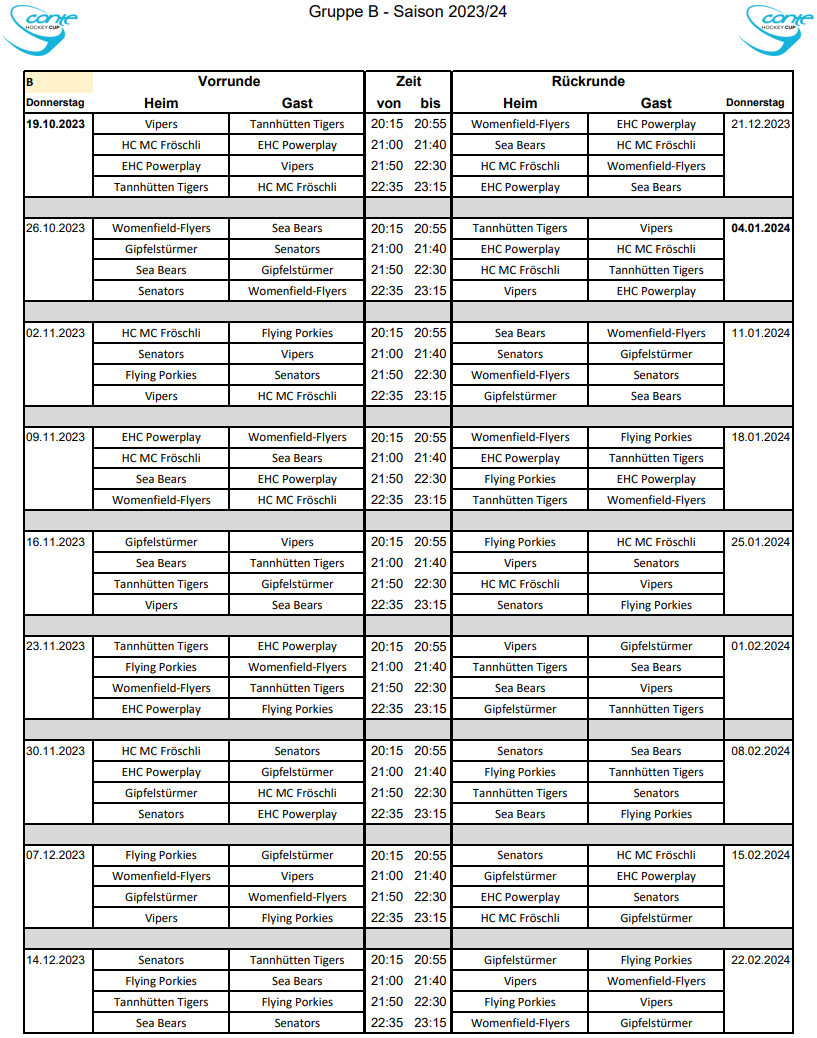 Gruppe B - Saison 2023/24
conte
HOCKEY CUP
conte
HOCKEY CUP
B Vorrunde Zeit Rückrunde
Donnerstag Heim Gast von bis Heim Gast Donnerstag
19.10.2023 Vipers Tannhütten Tigers 20:15 20:55 Womenfield-Flyers EHC Powerplay 21.12.2023
HC MC Fröschli EHC Powerplay 21:00 21:40 Sea Bears HC MC Fröschli
EHC Powerplay Vipers 21:50 22:30 HC MC Fröschli Womenfield-Flyers
Tannhütten Tigers HC MC Fröschli 22:35 23:15 EHC Powerplay Sea Bears
26.10.2023 Womenfield-Flyers Sea Bears 20:15 20:55 Tannhütten Tigers Vipers 04.01.2024
Gipfelstürmer Senators 21:00 21:40 EHC Powerplay HC MC Fröschli
Sea Bears Gipfelstürmer 21:50 22:30 HC MC Fröschli Tannhütten Tigers
Senators Womenfield-Flyers 22:35 23:15 Vipers EHC Powerplay
02.11.2023 HC MC Fröschli Flying Porkies 20:15 20:55 Sea Bears Womenfield-Flyers 11.01.2024
Senators Vipers 21:00 21:40 Senators Gipfelstürmer
Flying Porkies Senators 21:50 22:30 Womenfield-Flyers Senators
Vipers HC MC Fröschli 22:35 23:15 Gipfelstürmer Sea Bears
09.11.2023 EHC Powerplay Womenfield-Flyers 20:15 20:55 Womenfield-Flyers Flying Porkies 18.01.2024
HC MC Fröschli Sea Bears 21:00 21:40 EHC Powerplay Tannhütten Tigers
Sea Bears EHC Powerplay 21:50 22:30 Flying Porkies EHC Powerplay
Womenfield-Flyers HC MC Fröschli 22:35 23:15 Tannhütten Tigers Womenfield-Flyers
16.11.2023 Gipfelstürmer Vipers 20:15 20:55 Flying Porkies HC MC Fröschli 25.01.2024
Sea Bears Tannhütten Tigers 21:00 21:40 Vipers Senators
Tannhütten Tigers Gipfelstürmer 21:50 22:30 HC MC Fröschli Vipers
Vipers Sea Bears 22:35 23:15 Senators Flying Porkies
23.11.2023 Tannhütten Tigers EHC Powerplay 20:15 20:55 Vipers Gipfelstürmer 01.02.2024
Flying Porkies Womenfield-Flyers 21:00 21:40 Tannhütten Tigers Sea Bears
Womenfield-Flyers Tannhütten Tigers 21:50 22:30 Sea Bears Vipers
EHC Powerplay Flying Porkies 22:35 23:15 Gipfelstürmer Tannhütten Tigers
30.11.2023 HC MC Fröschli Senators 20:15 20:55 Senators Sea Bears 08.02.2024
EHC Powerplay Gipfelstürmer 21:00 21:40 Flying Porkies Tannhütten Tigers
Gipfelstürmer HC MC Fröschli 21:50 22:30 Tannhütten Tigers Senators
Senators EHC Powerplay 22:35 23:15 Sea Bears Flying Porkies
07.12.2023 Flying Porkies Gipfelstürmer 20:15 20:55 Senators HC MC Fröschli 15.02.2024
Womenfield-Flyers Vipers 21:00 21:40 Gipfelstürmer EHC Powerplay
Gipfelstürmer Womenfield-Flyers 21:50 22:30 EHC Powerplay Senators
Vipers Flying Porkies 22:35 23:15 HC MC Fröschli Gipfelstürmer
14.12.2023 Senators Tannhütten Tigers 20:15 20:55 Gipfelstürmer Flying Porkies 22.02.2024
Flying Porkies Sea Bears 21:00 21:40 Vipers Womenfield-Flyers
Tannhütten Tigers Flying Porkies 21:50 22:30 Flying Porkies Vipers
Sea Bears Senators 22:35 23:15 Womenfield-Flyers Gipfelstürmer